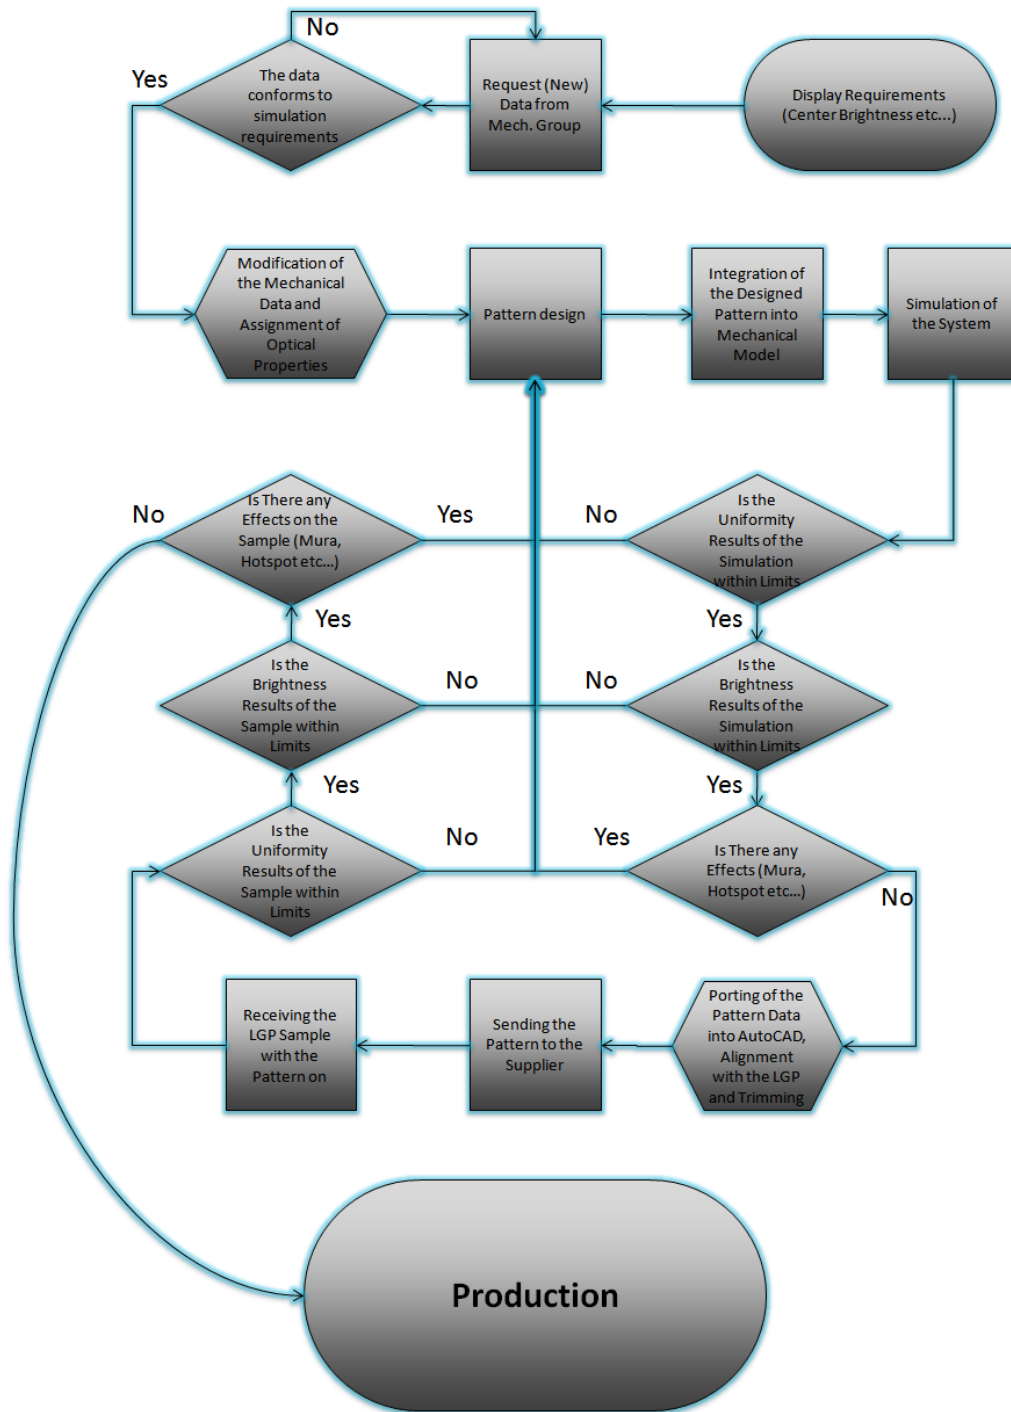 No
Yes
The data
conforms to
simulation
requirements
Request (New)
Data from
Mech. Group
Display Requirements
(Center Brightness etc...)
Modification of
the Mechanical
Data and
Assignment of
Optical
Properties
Pattern design
Integration of
the Designed
Pattern into
Mechanical
Model
Simulation of
the System
No
Is There any
Effects on the
Sample (Mura,
Hotspot etc...)
Yes
No
Is the
Uniformity
Results of the
Simulation
within Limits
Yes
Yes
Is the
Brightness
Results of the
Sample within
Limits
No
No
Is the
Brightness
Results of the
Simulation
within Limits
Yes
Yes
Is the
Uniformity
Results of the
Sample within
Limits
No
Yes
Is There any
Effects (Mura,
Hotspot etc...)
No
Receiving the
LGP Sample
with the
Pattern on
Sending the
Pattern to the
Supplier
Porting of the
Pattern Data
into AutoCAD,
Alignment
with the LGP
and Trimming
Production